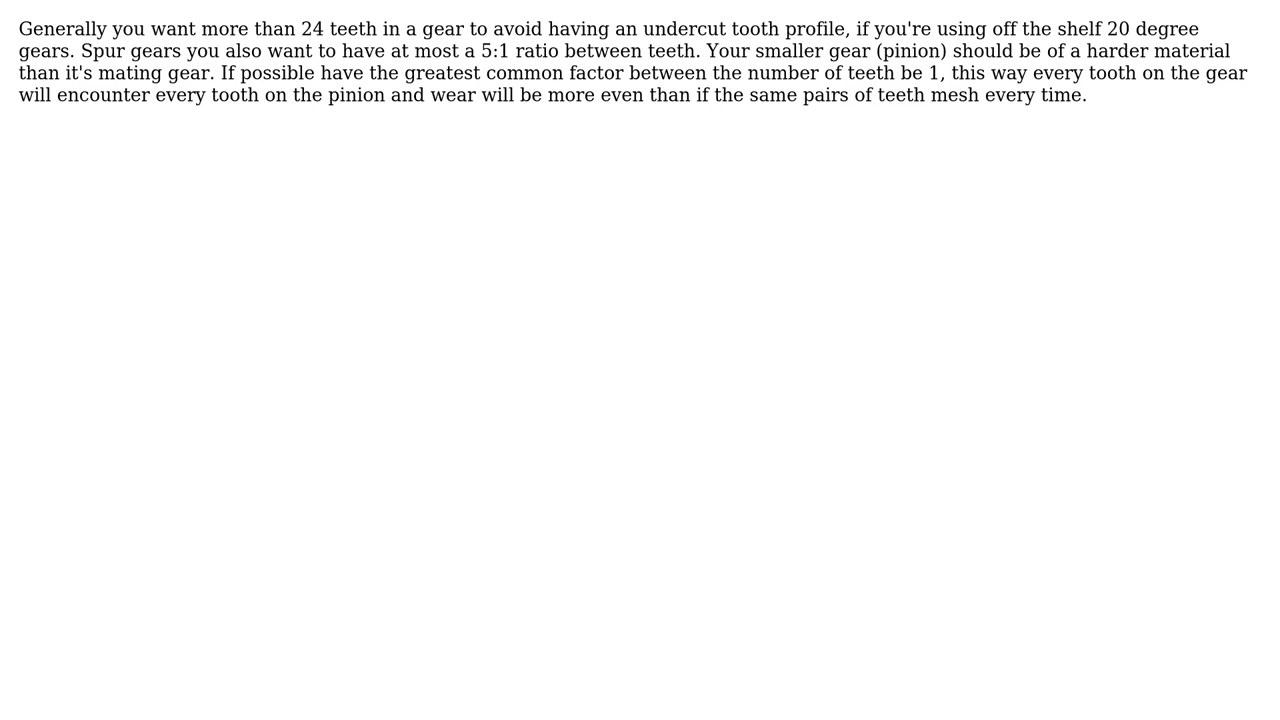 Generally you want more than 24 teeth in a gear to avoid having an undercut tooth profile, if you're using off the shelf 20 degree
gears. Spur gears you also want to have at most a 5:1 ratio between teeth. Your smaller gear (pinion) should be of a harder material
than it's mating gear. If possible have the greatest common factor between the number of teeth be 1, this way every tooth on the gear
will encounter every tooth on the pinion and wear will be more even than if the same pairs of teeth mesh every time.